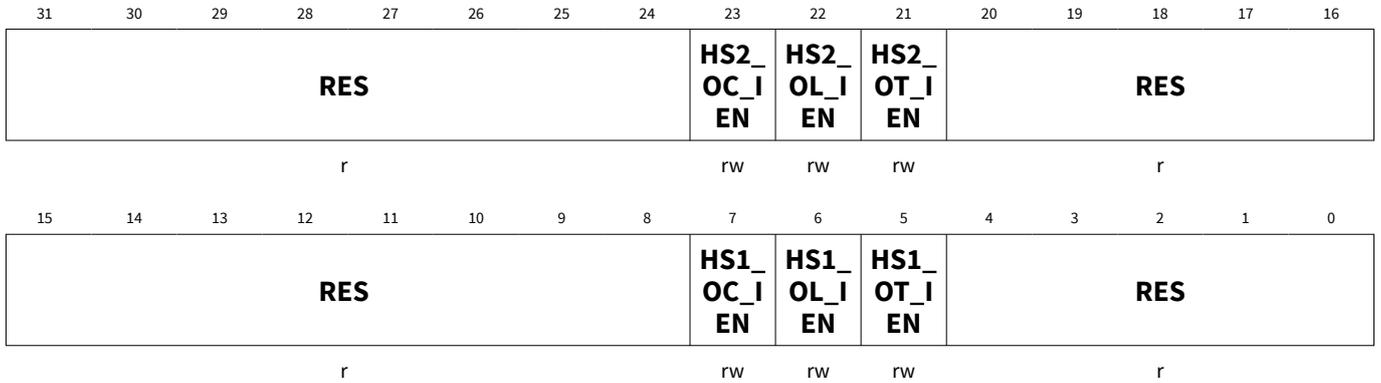 31 30 29 28 27 26 25 24 23 22 21 20 19 18 17 16
RES
HS2_
OC_I
EN
HS2_
OL_I
EN
HS2_
OT_I
EN
RES
r rw rw rw r
15 14 13 12 11 10 9 8 7 6 5 4 3 2 1 0
RES
HS1_
OC_I
EN
HS1_
OL_I
EN
HS1_
OT_I
EN
RES
r rw rw rw r